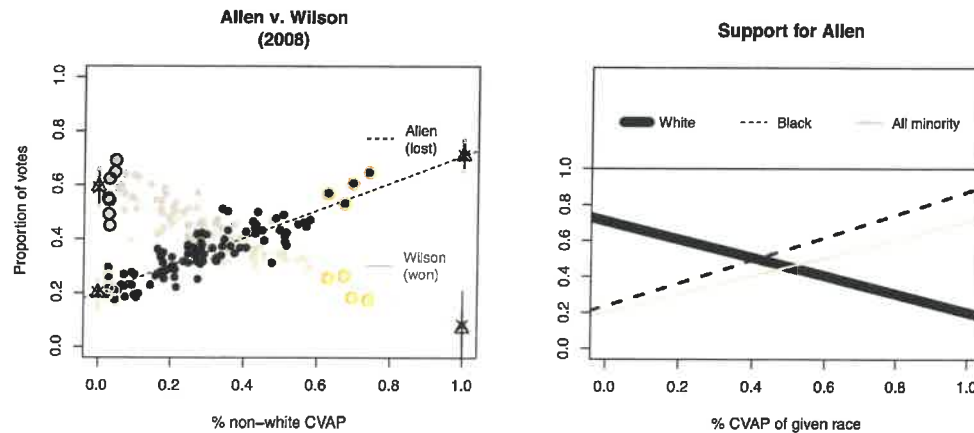 Allen v. Wilson
(2008)
1.0
0.8
0.6
0.4
0.2
0.0
Proportion of votes
Allen
(lost)
Wilson
(won)
0.0
0.2
0.4
0.6
0.8
1.0
% non−white CVAP
Support for Allen
White
Black
All minority
1.0
0.8
0.6
0.4
0.2
0.0
0.0
0.2
0.4
0.6
0.8
1.0
% CVAP of given race